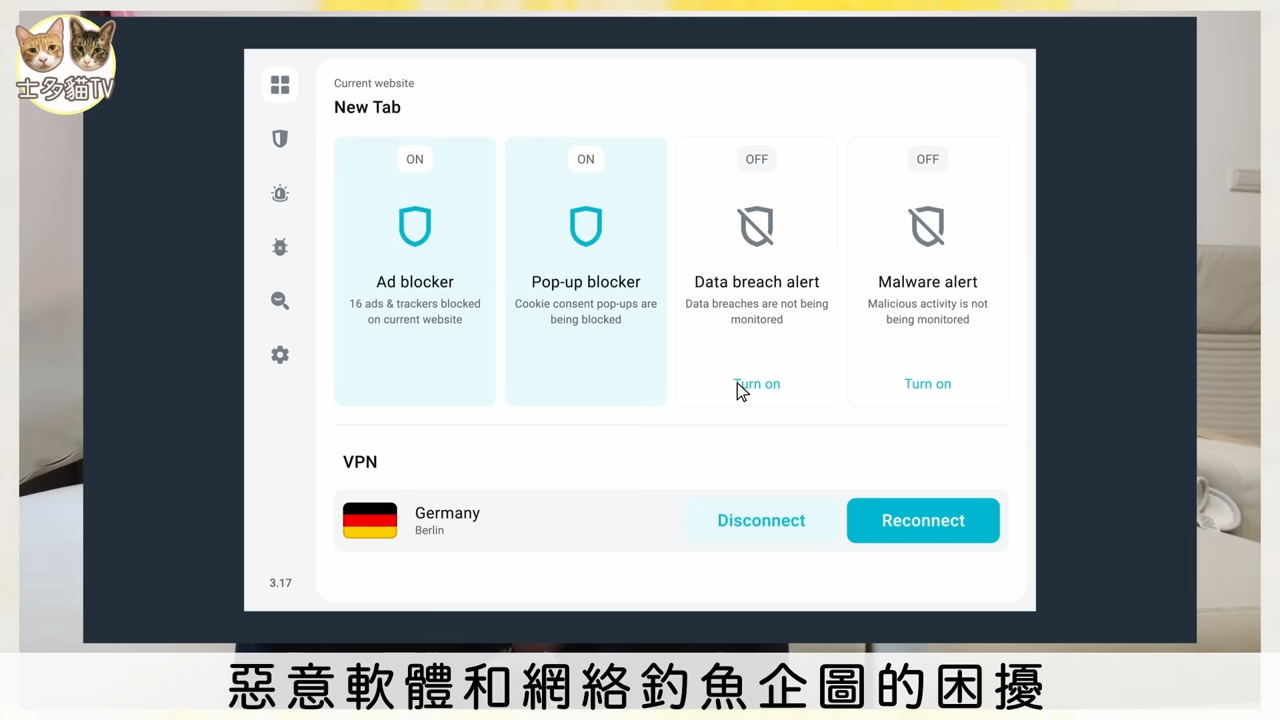 士多貓TV
Current website
New Tab
ON
ON
OFF
OFF
Ad blocker
16 ads & trackers blocked
on current website
Pop-up blocker
Cookie consent pop-ups are
being blocked
Data breach alert
Data breaches are not being
monitored
Turn on
Malware alert
Malicious activity is not
being monitored
Turn on
VPN
Germany
Berlin
Disconnect
Reconnect
3.17
惡意軟體和網絡釣魚企圖的困擾